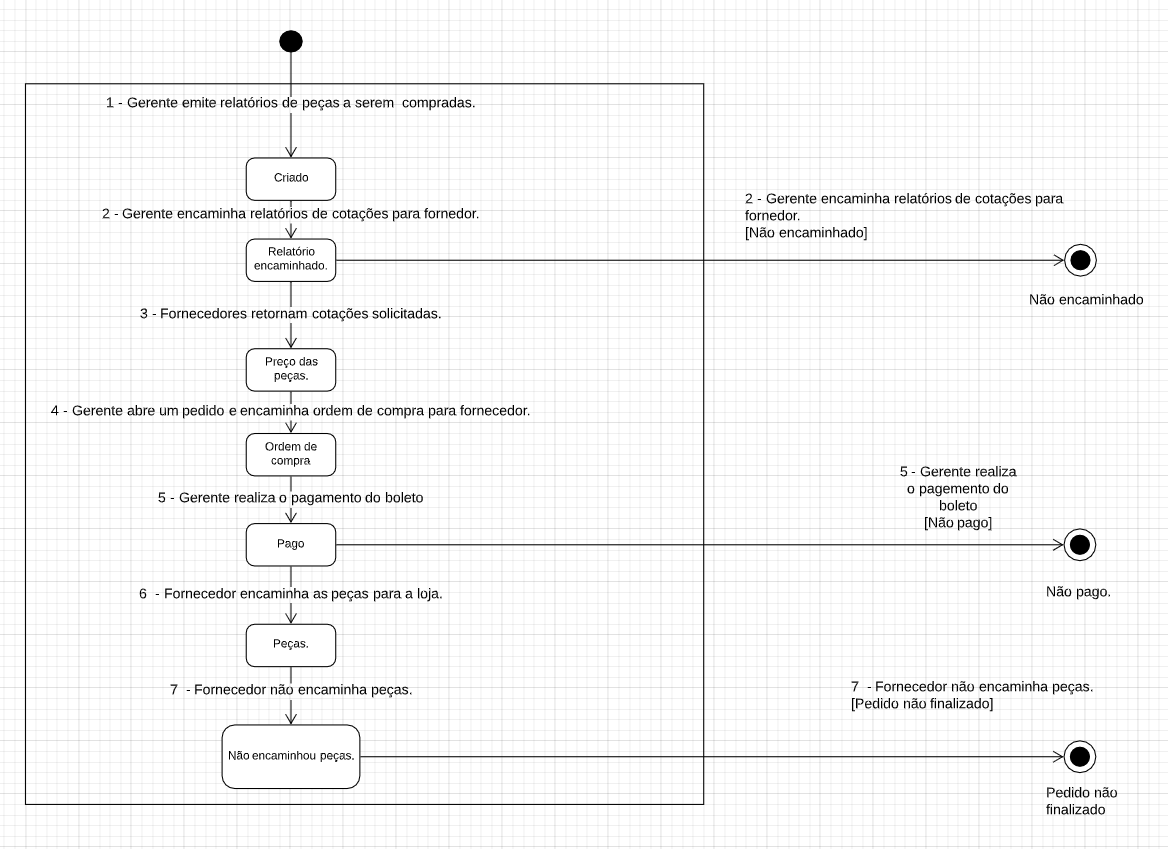 1 - Gerente emite relatórios de peças a serem  compradas.
Criado
2 - Gerente encaminha relatórios de cotações para fornedor.
2 - Gerente encaminha relatórios de cotações para
fornedor.
[Não encaminhado]
Relatório
encaminhado.
Não encaminhado
3 - Fornecedores retornam cotações solicitadas.
Preço das
peças.
4 - Gerente abre um pedido e encaminha ordem de compra para fornecedor.
Ordem de
compra
5 - Gerente realiza o pagamento do boleto
5 - Gerente realiza
o pagemento do
boleto
[Não pago]
Pago
Não pago.
6  - Fornecedor encaminha as peças para a loja.
Peças.
7  - Fornecedor não encaminha peças.
7  - Fornecedor não encaminha peças.
[Pedido não finalizado]
Não encaminhou peças.
Pedido não
finalizado